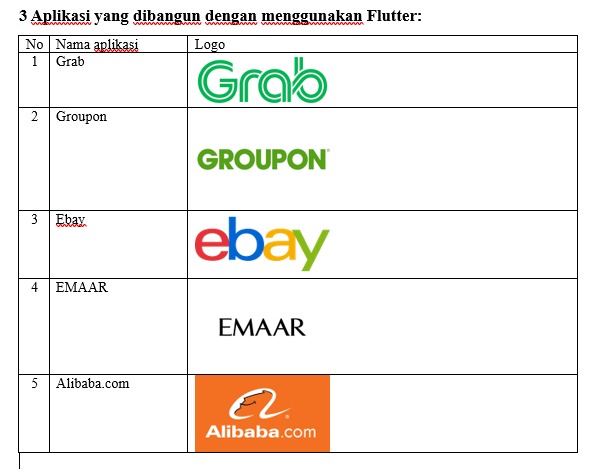 3 Aplikasi yang dibangun dengan menggunakan Flutter:
No Nama aplikasi Logo
1 Grab Grab
2 Groupon GROUPON
3 Ebay ebay
4 EMAAR EMAAR
5 Alibaba.com Alibaba.com